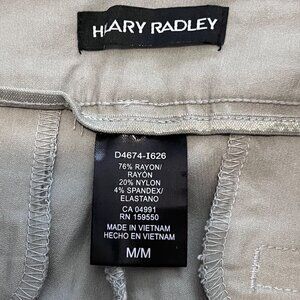 HILARY RADLEY
D4674-I626
76% RAYON/
RAYÓN
20% NYLON
4% SPANDEX/
ELASTANO
CA 04991
RN 159550
MADE IN VIETNAM
HECHO EN VIETNAM
M/M